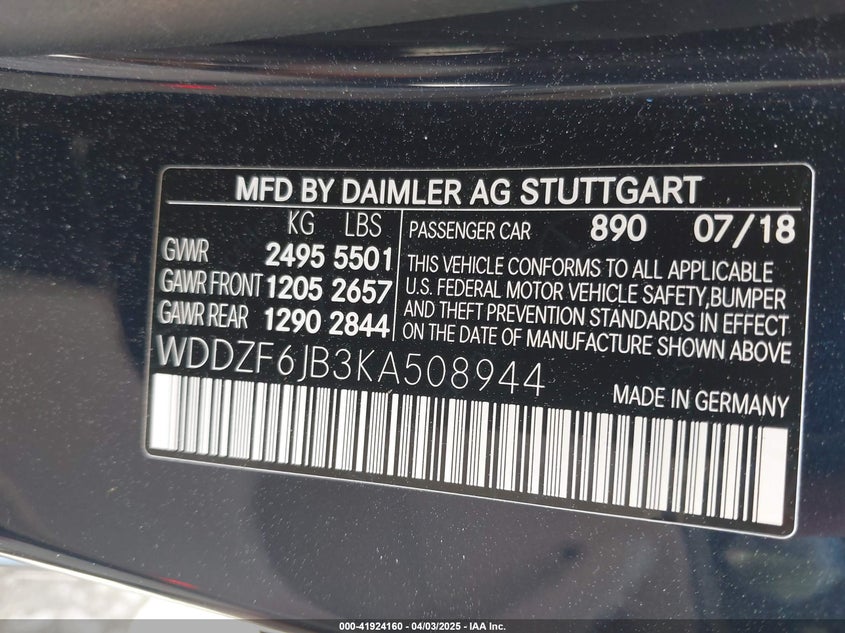 MFD BY DAIMLER AG STUTTGART
KG LBS
GVWR 2495 5501
GAWR FRONT 1205 2657
GAWR REAR 1290 2844
PASSENGER CAR 890 07/18
THIS VEHICLE CONFORMS TO ALL APPLICABLE
U.S. FEDERAL MOTOR VEHICLE SAFETY,BUMPER
AND THEFT PREVENTION STANDARDS IN EFFECT
ON THE DATE OF MANUFACTURE SHOWN ABOVE
WDDZF6JB3KA508944
MADE IN GERMANY
000-41924160 - 04/03/2025 - IAA Inc.